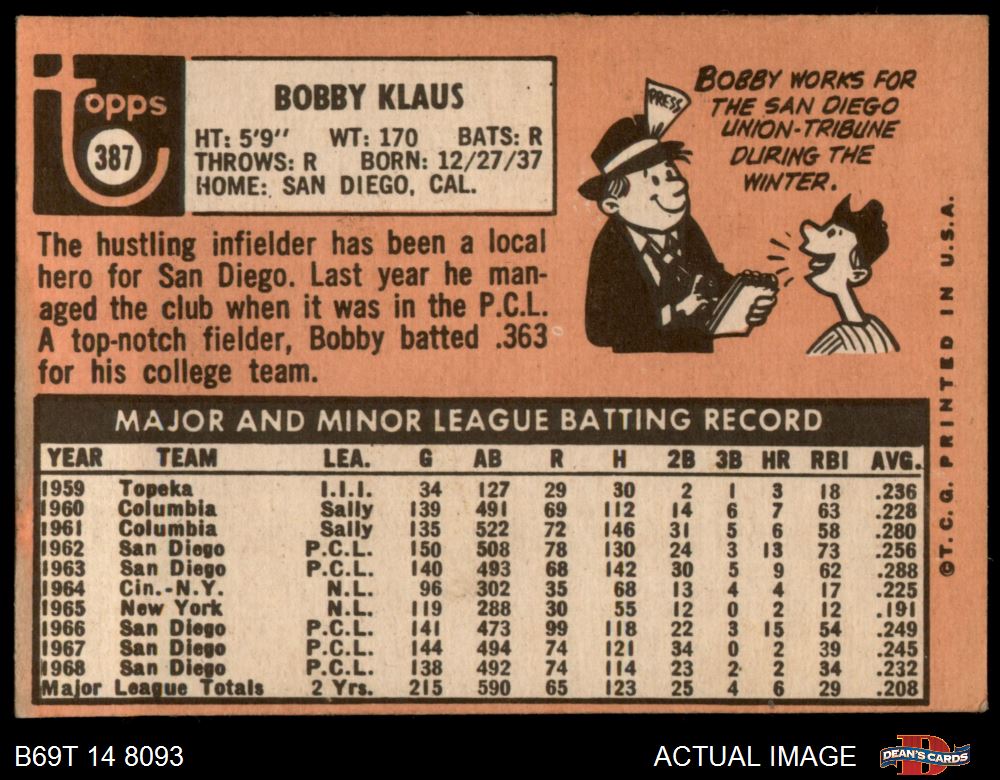 topps
387
BOBBY KLAUS
HT: 5'9" WT: 170 BATS: R
THROWS: R BORN: 12/27/37
HOME: SAN DIEGO, CAL.
PRESS
BOBBY WORKS FOR
THE SAN DIEGO
UNION-TRIBUNE
DURING THE
WINTER.
The hustling infielder has been a local
hero for San Diego. Last year he man-
aged the club when it was in the P.C.L.
A top-notch fielder, Bobby batted .363
for his college team.
©T.C.G. PRINTED IN U.S.A.
MAJOR AND MINOR LEAGUE BATTING RECORD
YEAR TEAM LEA. G AB R H 2B 3B HR RBI AVG.
1959 Topeka I.I.I. 34 127 29 30 2 1 3 18 .236
1960 Columbia Sally 139 491 69 112 14 6 7 63 .228
1961 Columbia Sally 135 522 72 146 31 5 6 58 .280
1962 San Diego P.C.L. 150 508 78 130 24 3 13 73 .256
1963 San Diego P.C.L. 140 493 68 142 30 5 9 62 .288
1964 Cin.-N.Y. N.L. 96 302 35 68 13 4 4 17 .225
1965 New York N.L. 119 288 30 55 12 0 2 12 .191
1966 San Diego P.C.L. 141 473 99 118 22 3 15 54 .249
1967 San Diego P.C.L. 144 494 74 121 34 0 2 39 .245
1968 San Diego P.C.L. 138 492 74 114 23 2 2 34 .232
Major League Totals 2 Yrs. 215 590 65 123 25 4 6 29 .208
B69T 14 8093
ACTUAL IMAGE
DEAN'S CARDS